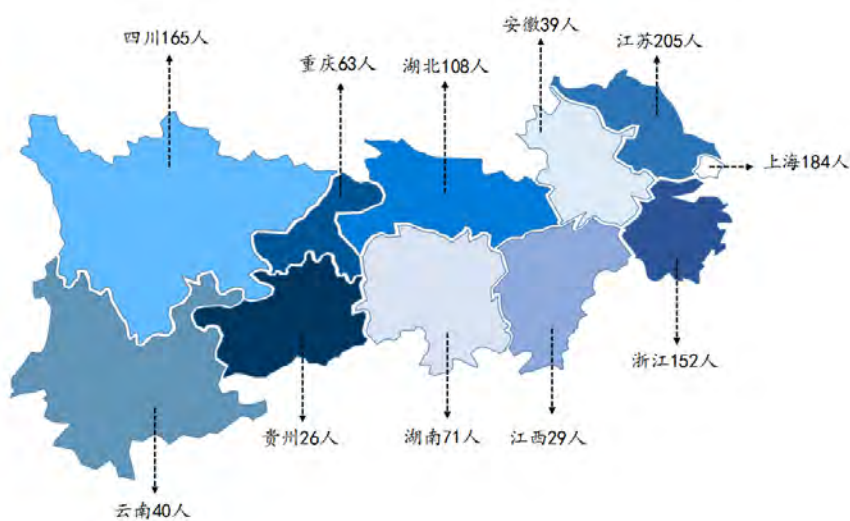 四川165人
重庆63人
湖北108人
安徽39人
江苏205人
上海184人
浙江152人
贵州26人
湖南71人
江西29人
云南40人